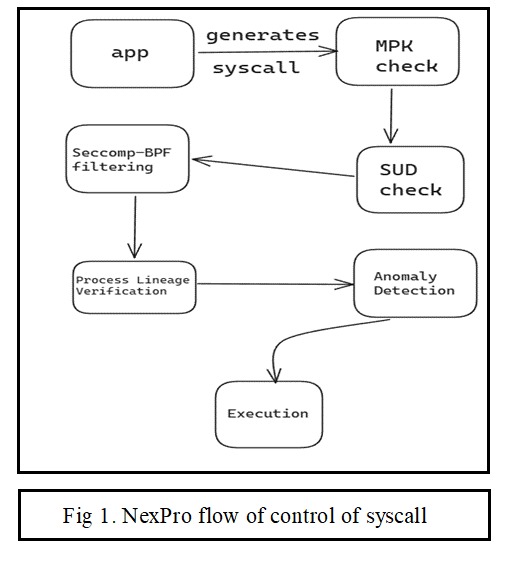 app
generates
syscall
MPK
check
SUD
check
Seccomp-BPF
filtering
Process Lineage
Verification
Anomaly
Detection
Execution
Fig 1. NexPro flow of control of syscall